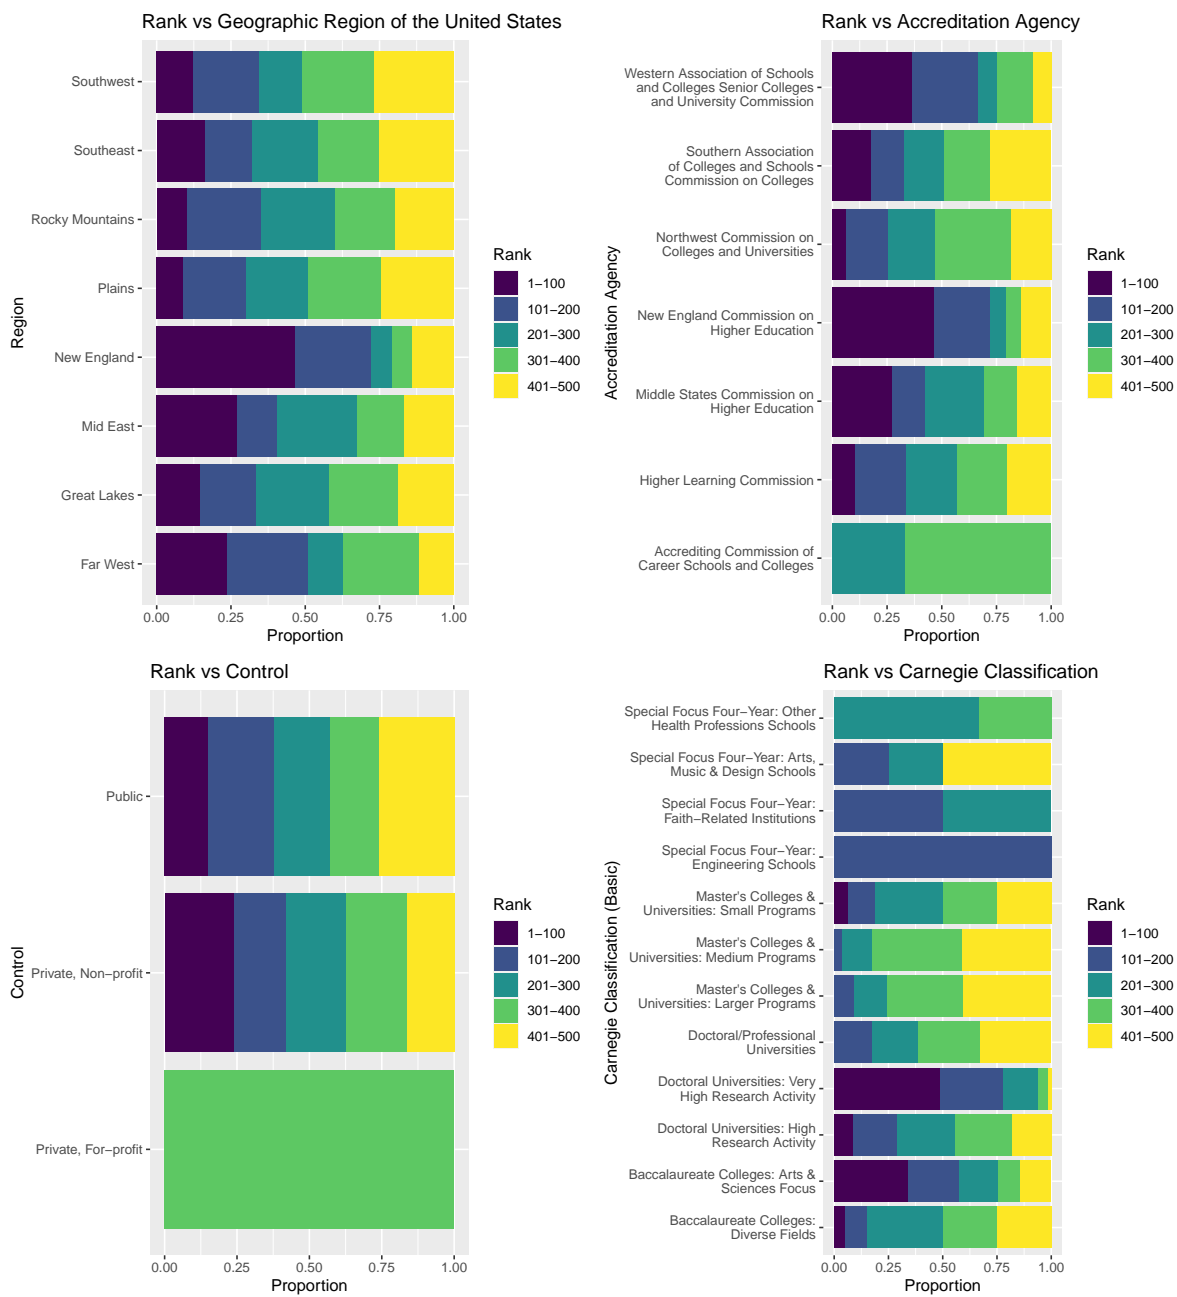 Rank vs Geographic Region of the United States
Region
Southwest
Southeast
Rocky Mountains
Plains
New England
Mid East
Great Lakes
Far West
0.00 0.25 0.50 0.75 1.00
Proportion
Rank
1−100
101−200
201−300
301−400
401−500
Rank vs Accreditation Agency
Accreditation Agency
Western Association of Schools
and Colleges Senior Colleges
and University Commission
Southern Association
of Colleges and Schools
Commission on Colleges
Northwest Commission on
Colleges and Universities
New England Commission on
Higher Education
Middle States Commission on
Higher Education
Higher Learning Commission
Accrediting Commission of
Career Schools and Colleges
0.00 0.25 0.50 0.75 1.00
Proportion
Rank
1−100
101−200
201−300
301−400
401−500
Rank vs Control
Control
Public
Private, Non−profit
Private, For−profit
0.00 0.25 0.50 0.75 1.00
Proportion
Rank
1−100
101−200
201−300
301−400
401−500
Rank vs Carnegie Classification
Carnegie Classification (Basic)
Special Focus Four−Year: Other
Health Professions Schools
Special Focus Four−Year: Arts,
Music & Design Schools
Special Focus Four−Year:
Faith−Related Institutions
Special Focus Four−Year:
Engineering Schools
Master's Colleges &
Universities: Small Programs
Master's Colleges &
Universities: Medium Programs
Master's Colleges &
Universities: Larger Programs
Doctoral/Professional
Universities
Doctoral Universities: Very
High Research Activity
Doctoral Universities: High
Research Activity
Baccalaureate Colleges: Arts &
Sciences Focus
Baccalaureate Colleges:
Diverse Fields
0.00 0.25 0.50 0.75 1.00
Proportion
Rank
1−100
101−200
201−300
301−400
401−500